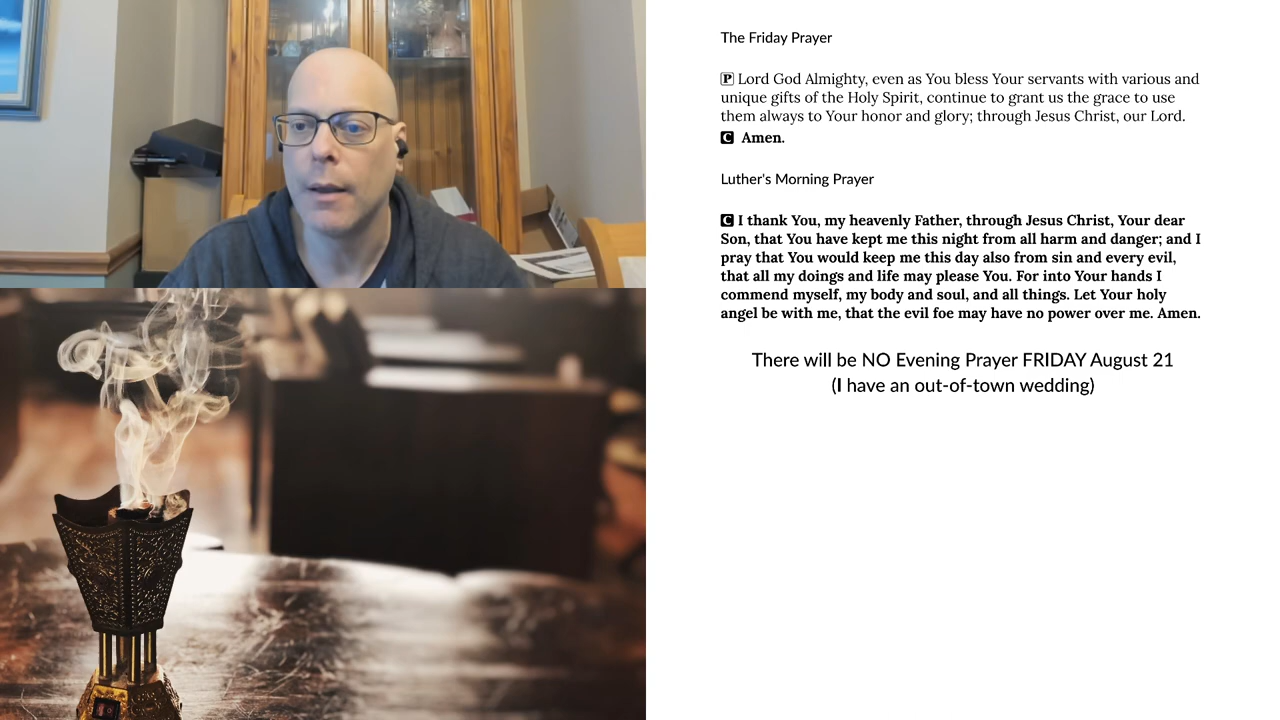 The Friday Prayer
P Lord God Almighty, even as You bless Your servants with various and
unique gifts of the Holy Spirit, continue to grant us the grace to use
them always to Your honor and glory; through Jesus Christ, our Lord.
C Amen.
Luther's Morning Prayer
C I thank You, my heavenly Father, through Jesus Christ, Your dear
Son, that You have kept me this night from all harm and danger; and I
pray that You would keep me this day also from sin and every evil,
that all my doings and life may please You. For into Your hands I
commend myself, my body and soul, and all things. Let Your holy
angel be with me, that the evil foe may have no power over me. Amen.
There will be NO Evening Prayer FRIDAY August 21
(I have an out-of-town wedding)